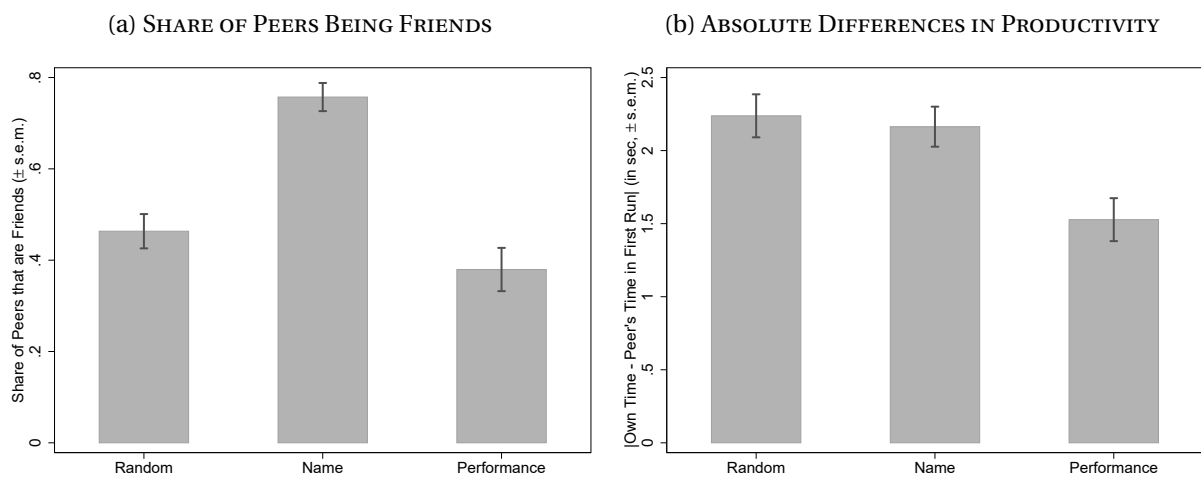 (a) SHARE OF PEERS BEING FRIENDS
Share of Peers that are Friends (± s.e.m.)
.8
.6
.4
.2
0
Random Name Performance
(b) ABSOLUTE DIFFERENCES IN PRODUCTIVITY
|Own Time - Peer's Time in First Run| (in sec, ± s.e.m.)
2.5
2
1.5
1
.5
0
Random Name Performance